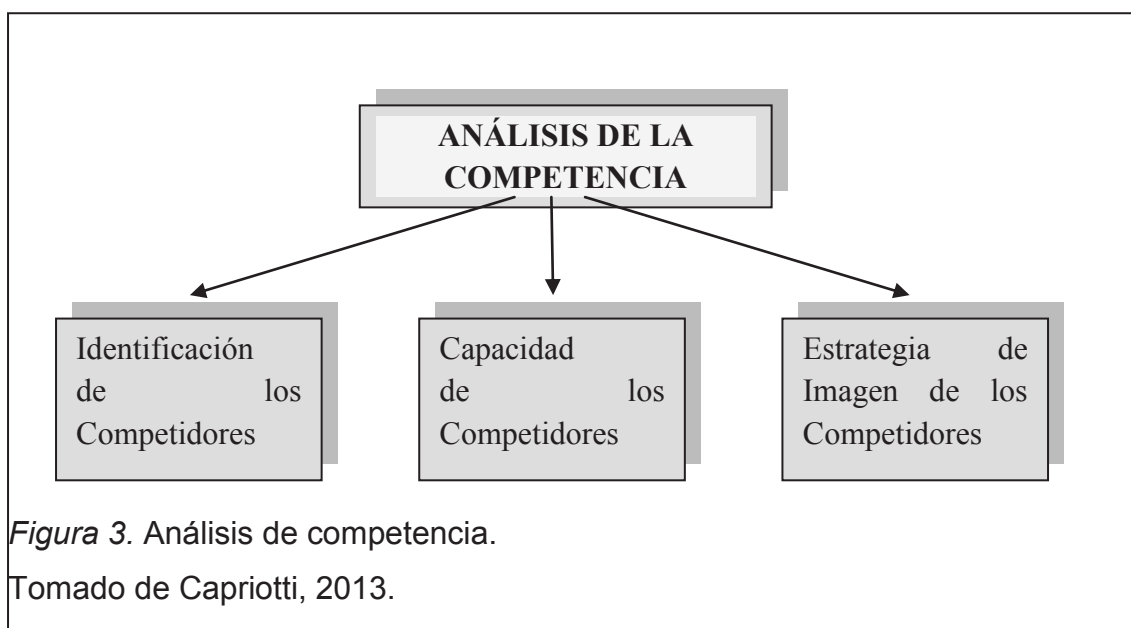 ANÁLISIS DE LA
COMPETENCIA
Identificación
de los
Competidores
Capacidad
de los
Competidores
Estrategia de
Imagen de los
Competidores
Figura 3. Análisis de competencia.
Tomado de Capriotti, 2013.